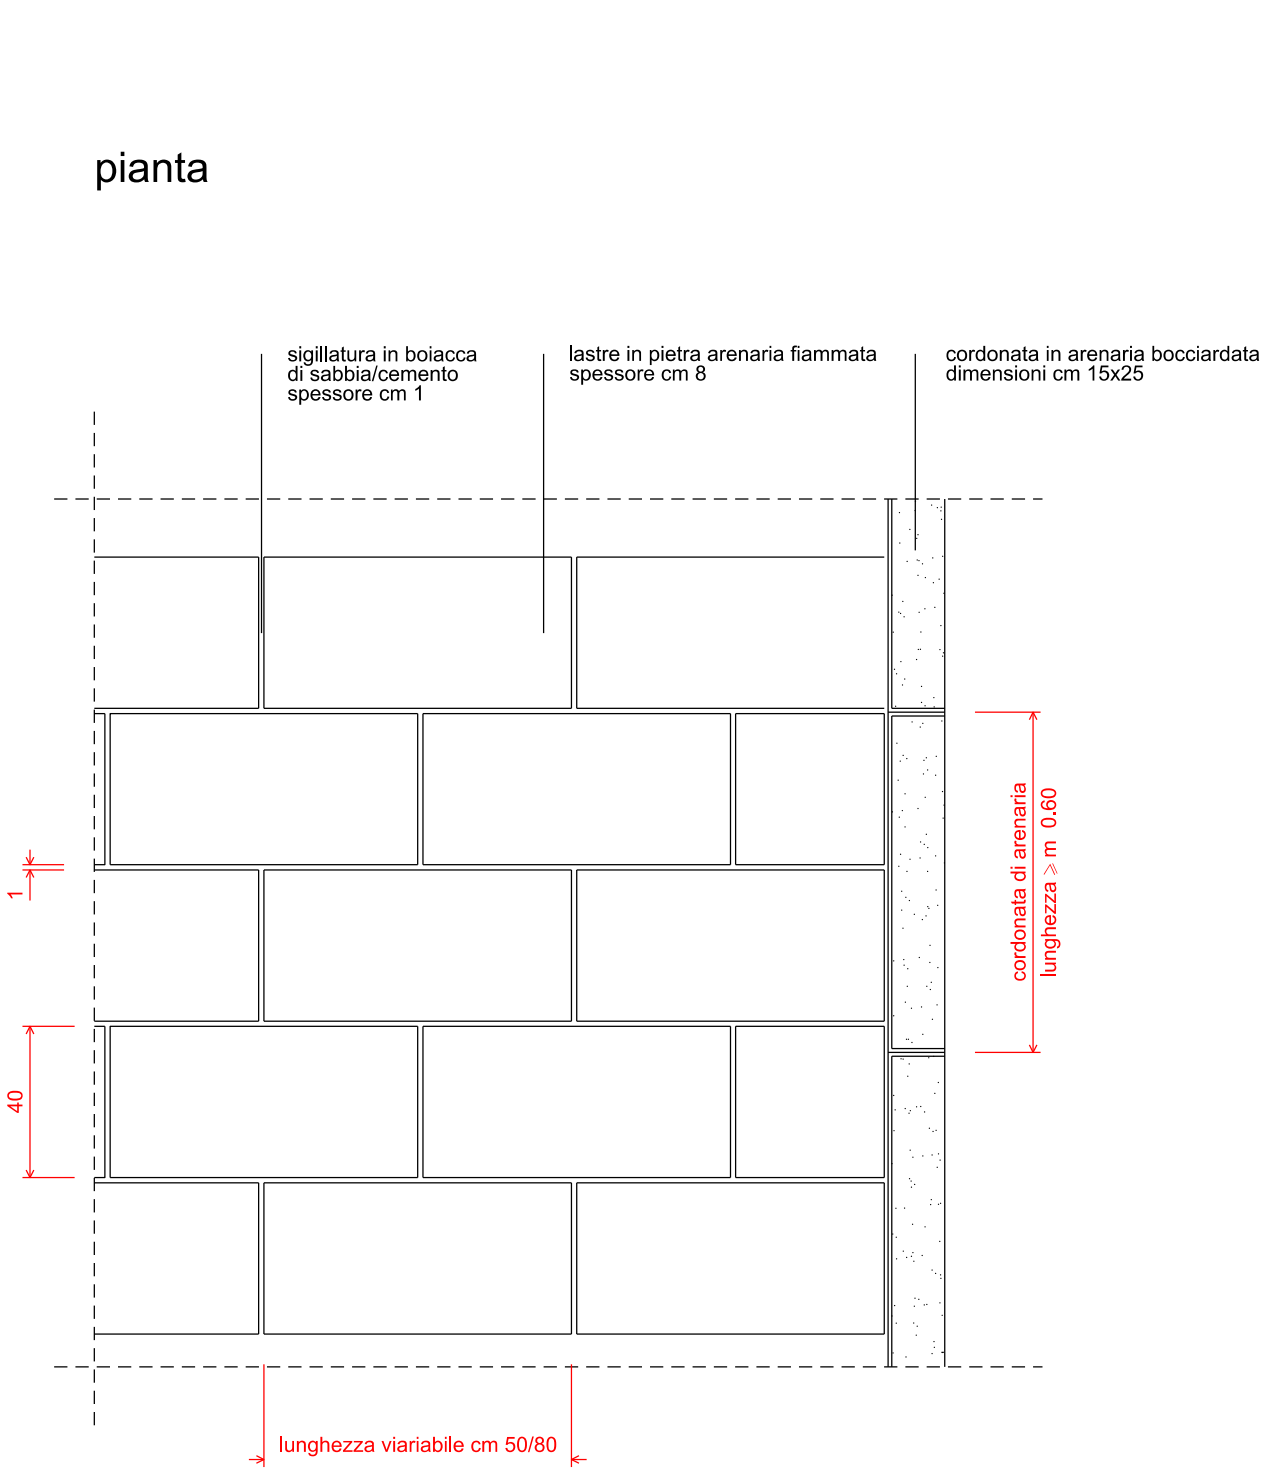 pianta
sigillatura in boiacca
di sabbia/cemento
spessore cm 1
lastre in pietra arenaria fiammata
spessore cm 8
cordonata in arenaria bocciardata
dimensioni cm 15x25
cordonata di arenaria
lunghezza ⩾ m 0.60
1
40
lunghezza viariabile cm 50/80